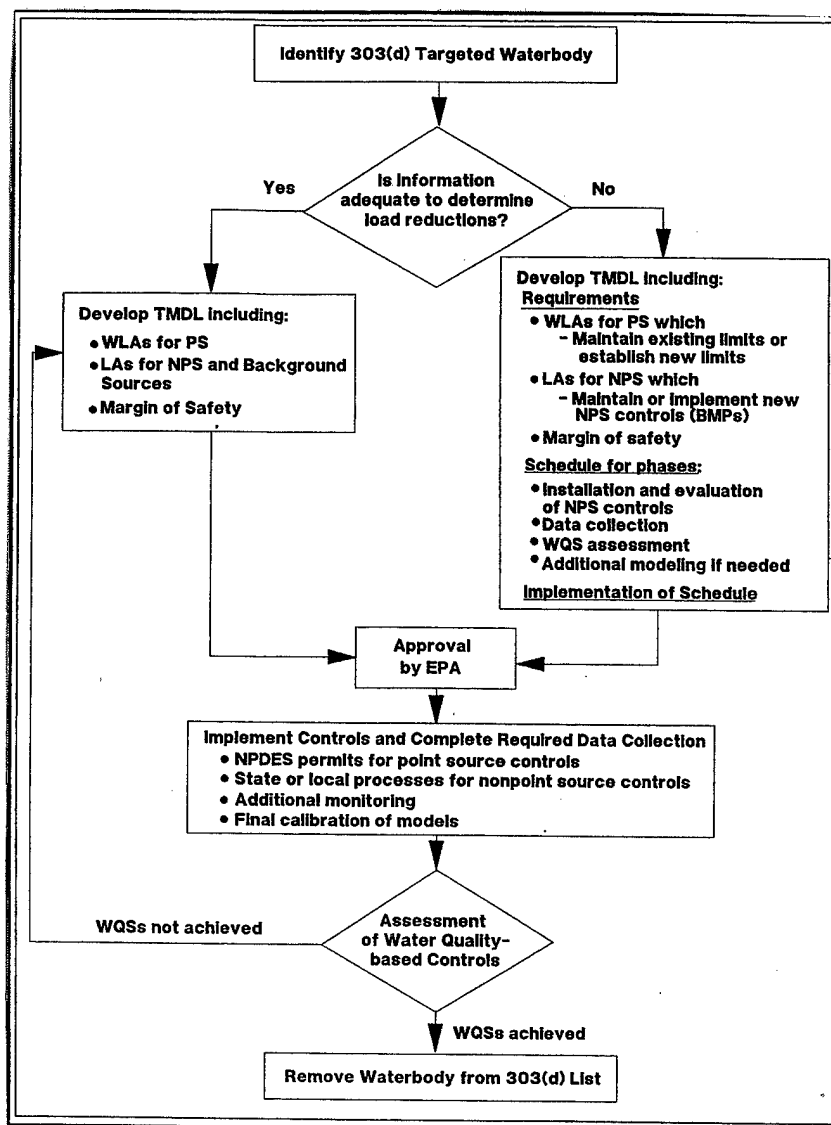 Identify 303(d) Targeted Waterbody
Is Information
adequate to determine
load reductions?
Yes
No
Develop TMDL Including:
• WLAs for PS
• LAs for NPS and Background
Sources
• Margin of Safety
Develop TMDL Including:
Requirements
• WLAs for PS which
- Maintain existing limits or
establish new limits
• LAs for NPS which
- Maintain or implement new
NPS controls (BMPs)
• Margin of safety
Schedule for phases:
• Installation and evaluation
of NPS controls
• Data collection
• WQS assessment
• Additional modeling if needed
Implementation of Schedule
Approval
by EPA
Implement Controls and Complete Required Data Collection
• NPDES permits for point source controls
• State or local processes for nonpoint source controls
• Additional monitoring
• Final calibration of models
Assessment
of Water Quality-
based Controls
WQSs not achieved
WQSs achieved
Remove Waterbody from 303(d) List